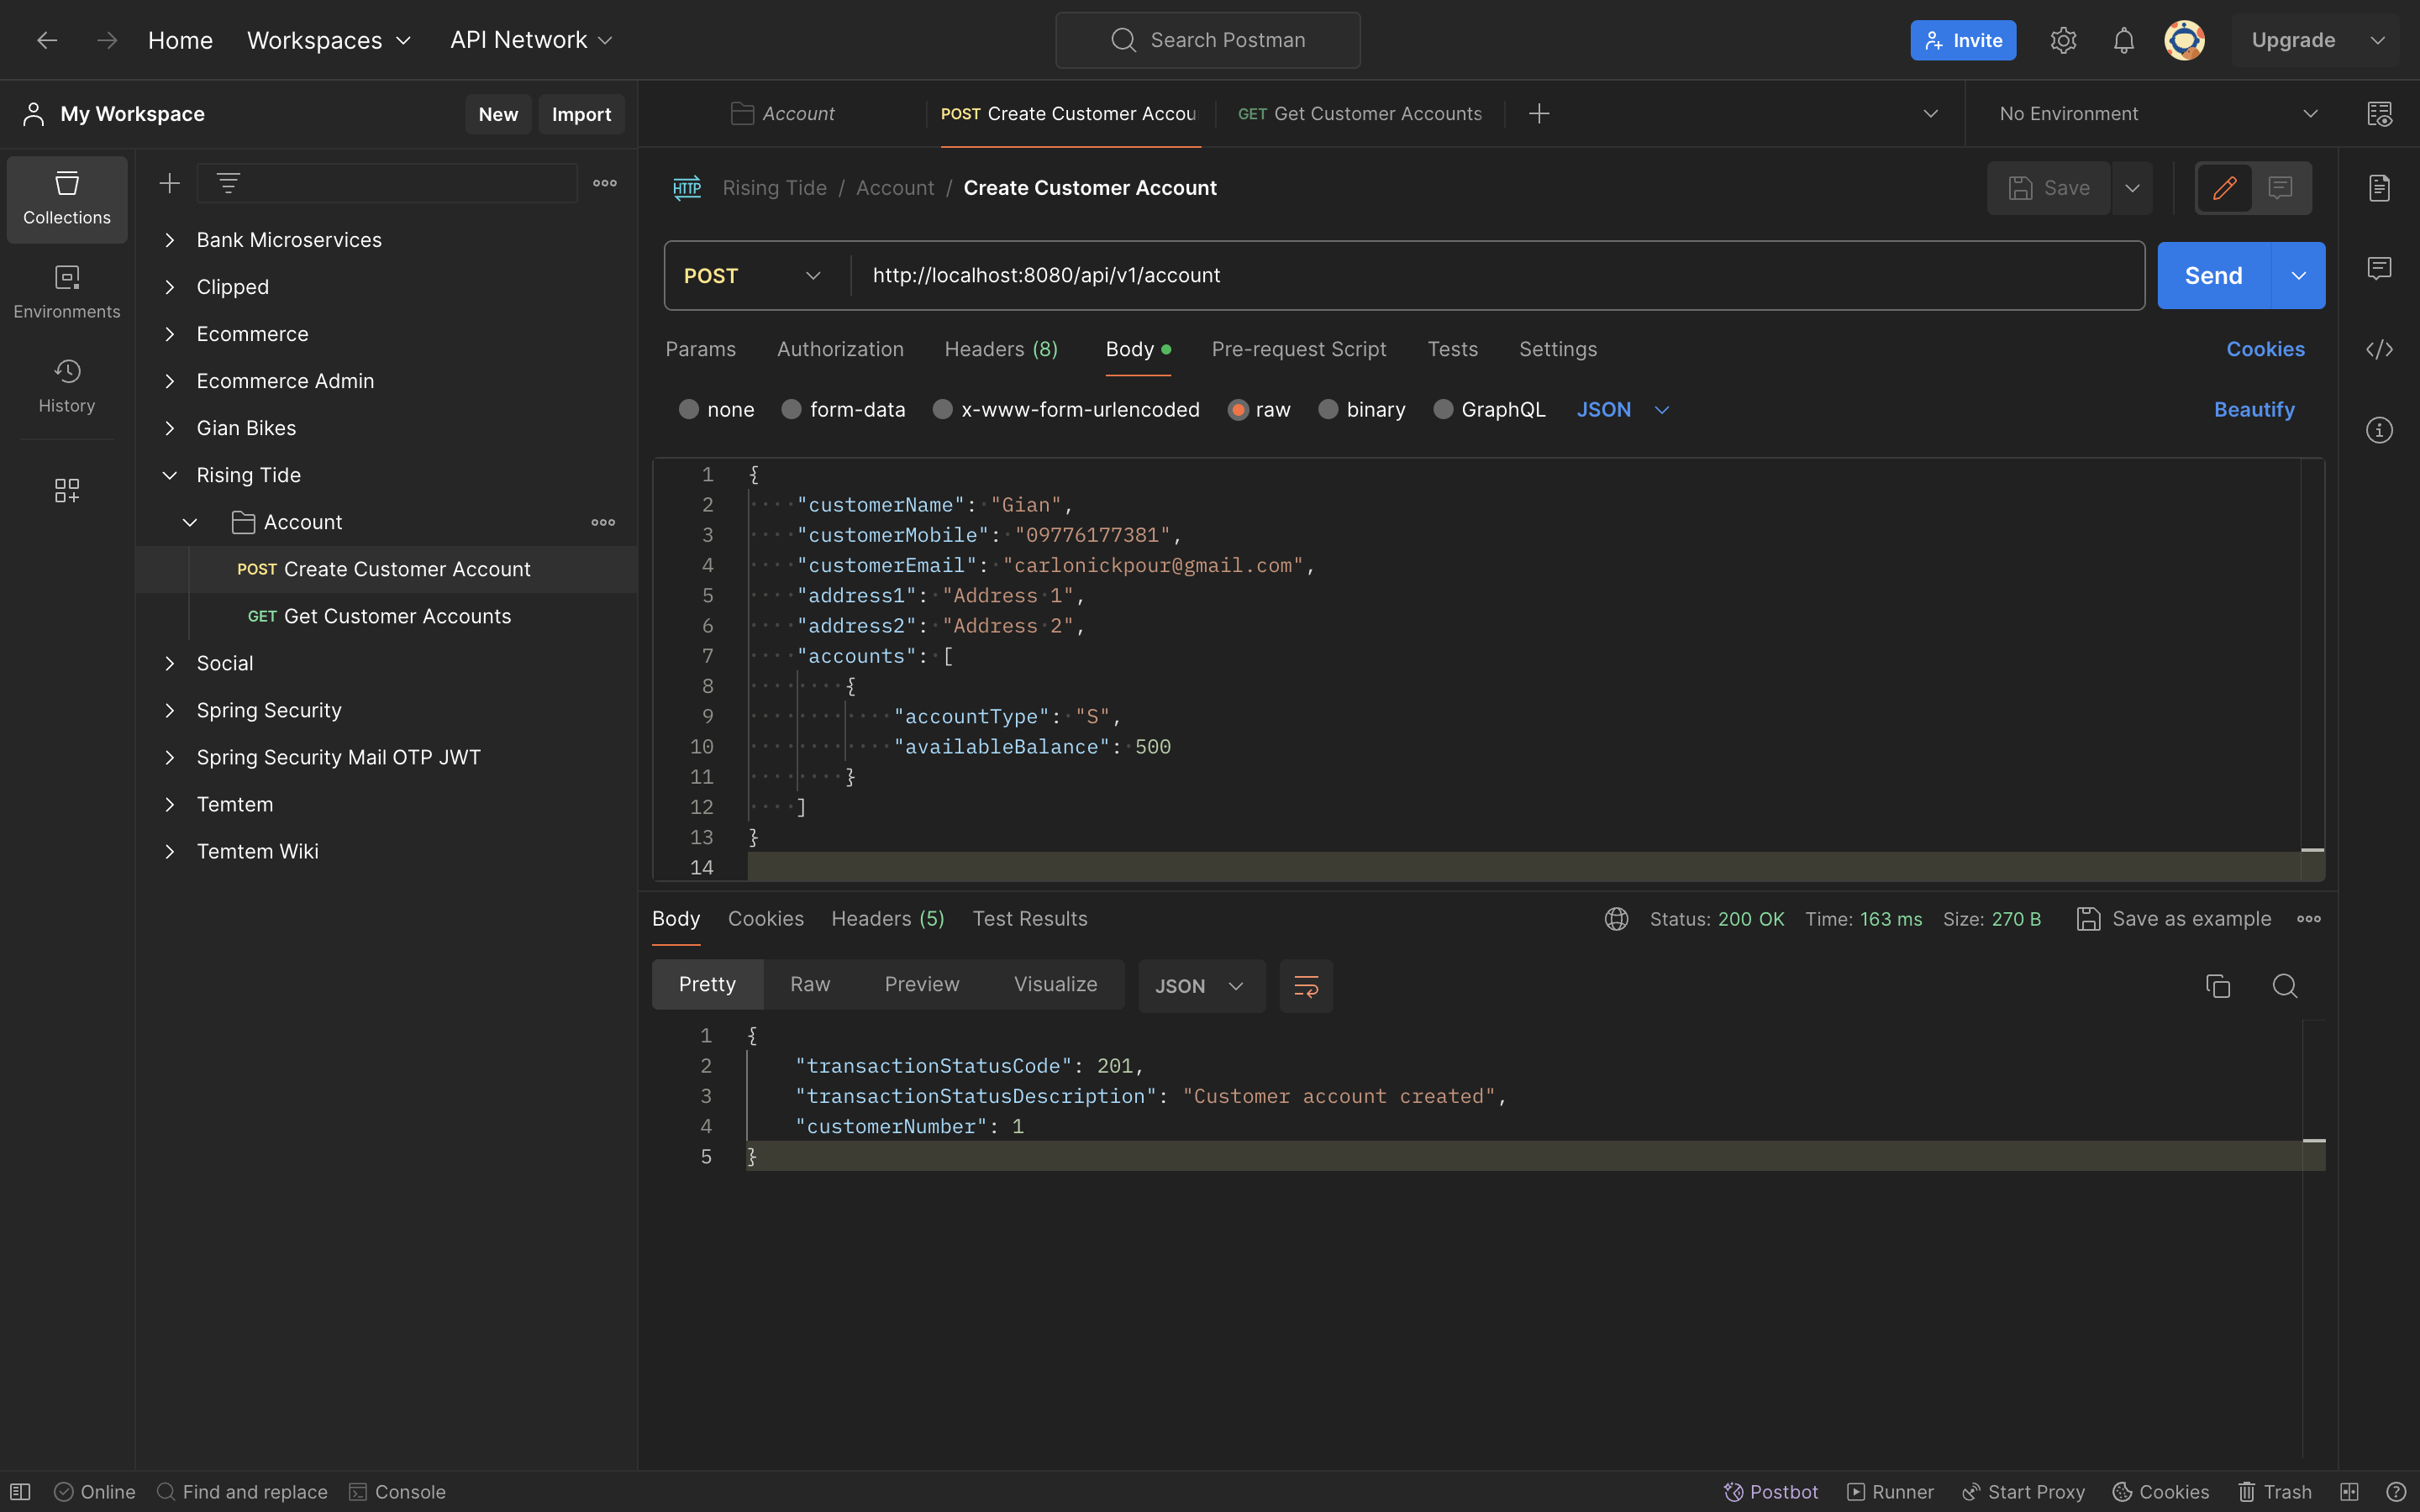 Home Workspaces API Network Search Postman Invite Upgrade
My Workspace New Import
Account POST Create Customer Accou GET Get Customer Accounts No Environment
Collections
Environments
History
Bank Microservices
Clipped
Ecommerce
Ecommerce Admin
Gian Bikes
Rising Tide
Account
POST Create Customer Account
GET Get Customer Accounts
Social
Spring Security
Spring Security Mail OTP JWT
Temtem
Temtem Wiki
HTTP Rising Tide / Account / Create Customer Account Save
POST http://localhost:8080/api/v1/account Send
Params Authorization Headers (8) Body Pre-request Script Tests Settings Cookies
none form-data x-www-form-urlencoded raw binary GraphQL JSON Beautify
1 {
2 "customerName": "Gian",
3 "customerMobile": "09776177381",
4 "customerEmail": "carlonickpour@gmail.com",
5 "address1": "Address 1",
6 "address2": "Address 2",
7 "accounts": [
8 {
9 "accountType": "S",
10 "availableBalance": 500
11 }
12 ]
13 }
14
Body Cookies Headers (5) Test Results Status: 200 OK Time: 163 ms Size: 270 B Save as example
Pretty Raw Preview Visualize JSON
1 {
2 "transactionStatusCode": 201,
3 "transactionStatusDescription": "Customer account created",
4 "customerNumber": 1
5 }
Online Find and replace Console Postbot Runner Start Proxy Cookies Trash